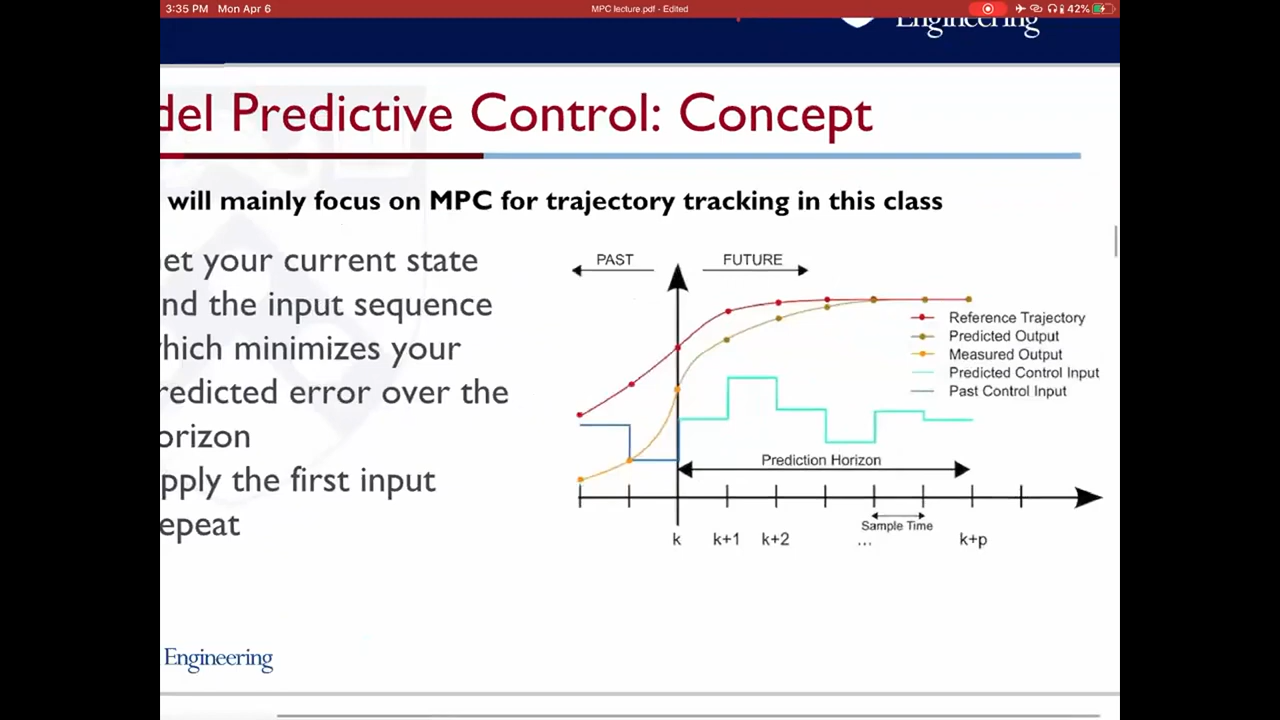 3:35 PM Mon Apr 6
MPC lecture.pdf - Edited
42%
Engineering
del Predictive Control: Concept
will mainly focus on MPC for trajectory tracking in this class
et your current state
nd the input sequence
hich minimizes your
redicted error over the
orizon
pply the first input
epeat
PAST
FUTURE
Reference Trajectory
Predicted Output
Measured Output
Predicted Control Input
Past Control Input
Prediction Horizon
Sample Time
k
k+1
k+2
...
k+p
Engineering